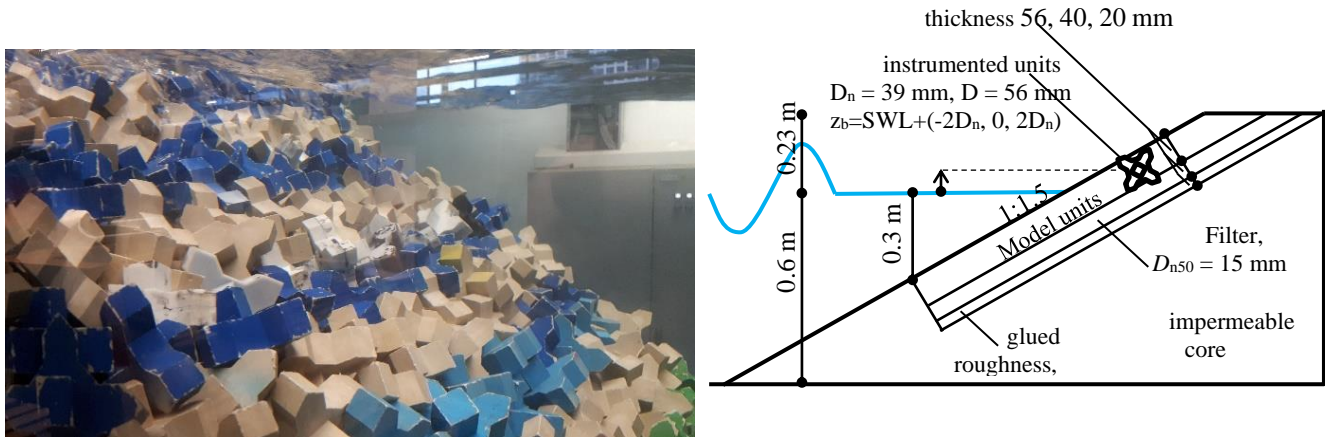 thickness 56, 40, 20 mm
instrumented units
Dₙ = 39 mm, D = 56 mm
z_b=SWL+(-2Dₙ, 0, 2Dₙ)
0.23 m
0.6 m
0.3 m
1:1.5
Model units
Filter,
Dₙ₅₀ = 15 mm
glued
roughness,
impermeable
core